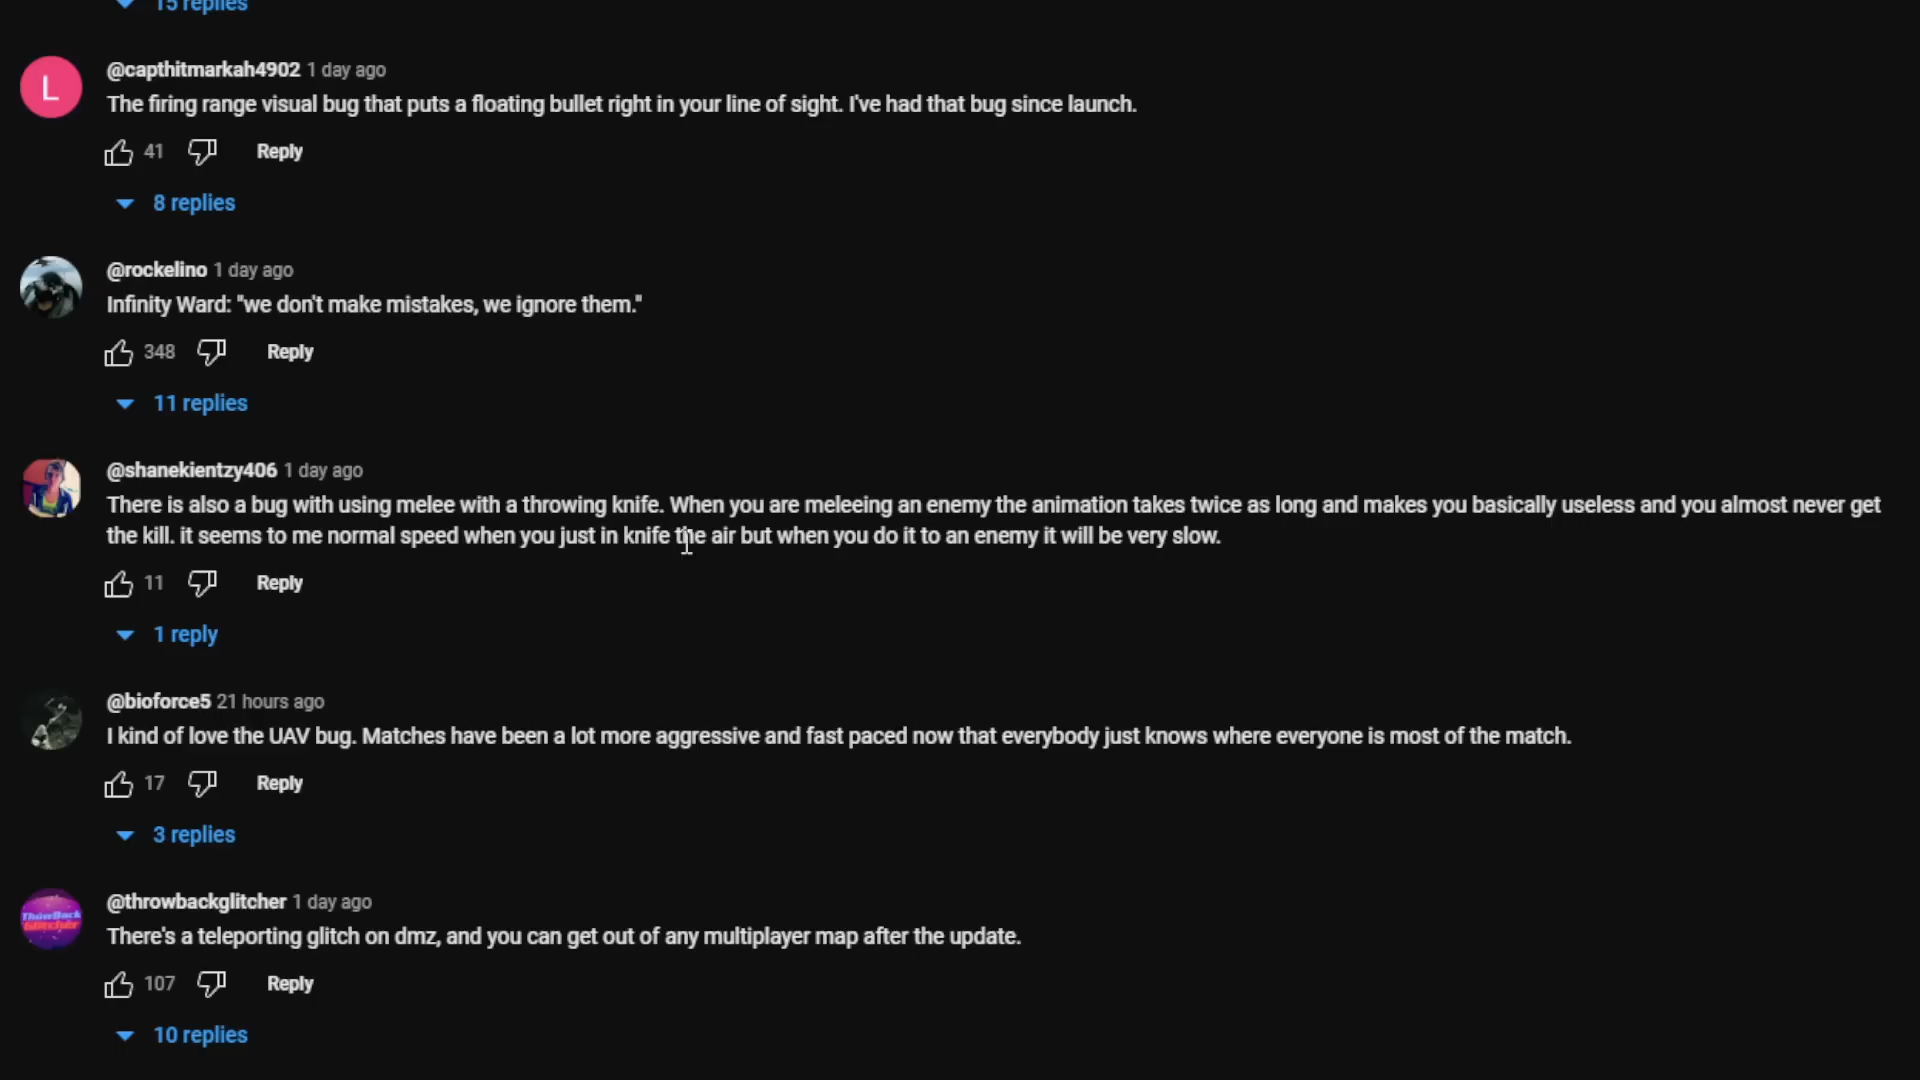 15 replies
L
@capthitmarkah4902 1 day ago
The firing range visual bug that puts a floating bullet right in your line of sight. I've had that bug since launch.
41 Reply
8 replies
@rockelino 1 day ago
Infinity Ward: "we don't make mistakes, we ignore them."
348 Reply
11 replies
@shanekientzy406 1 day ago
There is also a bug with using melee with a throwing knife. When you are meleeing an enemy the animation takes twice as long and makes you basically useless and you almost never get
the kill. it seems to me normal speed when you just in knife the air but when you do it to an enemy it will be very slow.
11 Reply
1 reply
@bioforce5 21 hours ago
I kind of love the UAV bug. Matches have been a lot more aggressive and fast paced now that everybody just knows where everyone is most of the match.
17 Reply
3 replies
@throwbackglitcher 1 day ago
ThrowBack
Glitcher
There's a teleporting glitch on dmz, and you can get out of any multiplayer map after the update.
107 Reply
10 replies